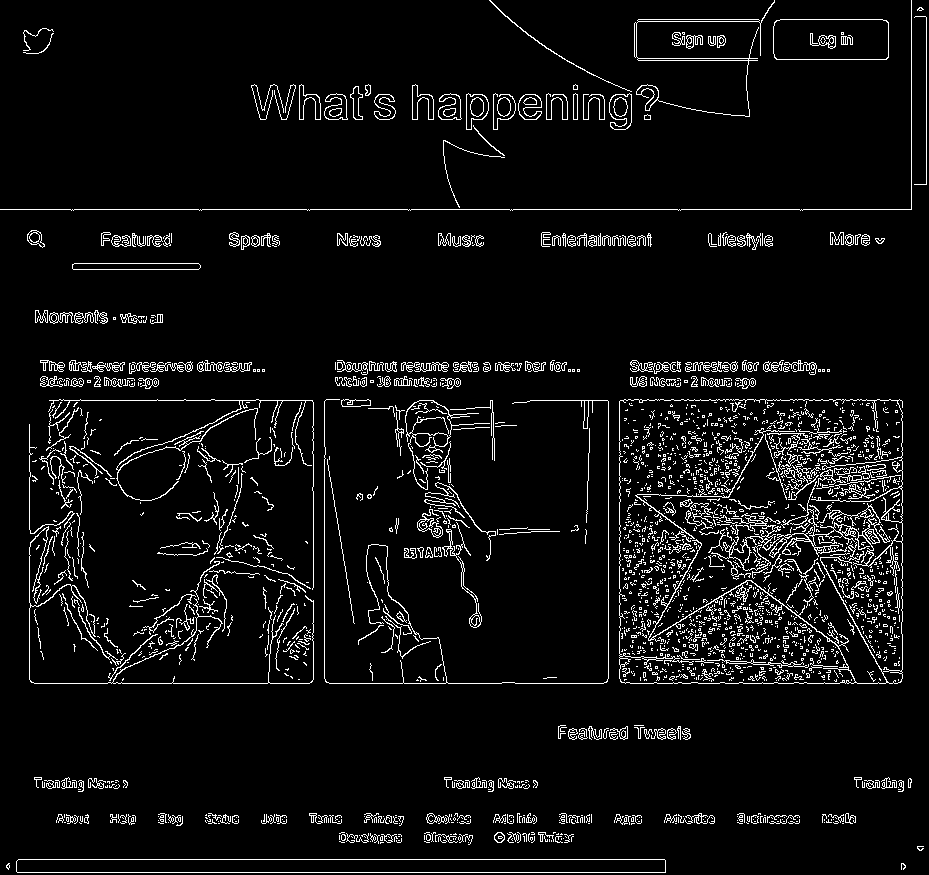 Sign up
Log in
What's happening?
Featured
Sports
News
Music
Entertainment
Lifestyle
More
Moments · View all
The first-ever preserved dinosaur...
Science · 2 hours ago
Doughnut resume sets a new bar for...
Weird · 36 minutes ago
Suspect arrested for defacing...
US News · 2 hours ago
Featured Tweets
Trending News ›
Trending News ›
Trending
About Help Blog Status Jobs Terms Privacy Cookies Ads info Brand Apps Advertise Businesses Media
Developers Directory © 2016 Twitter